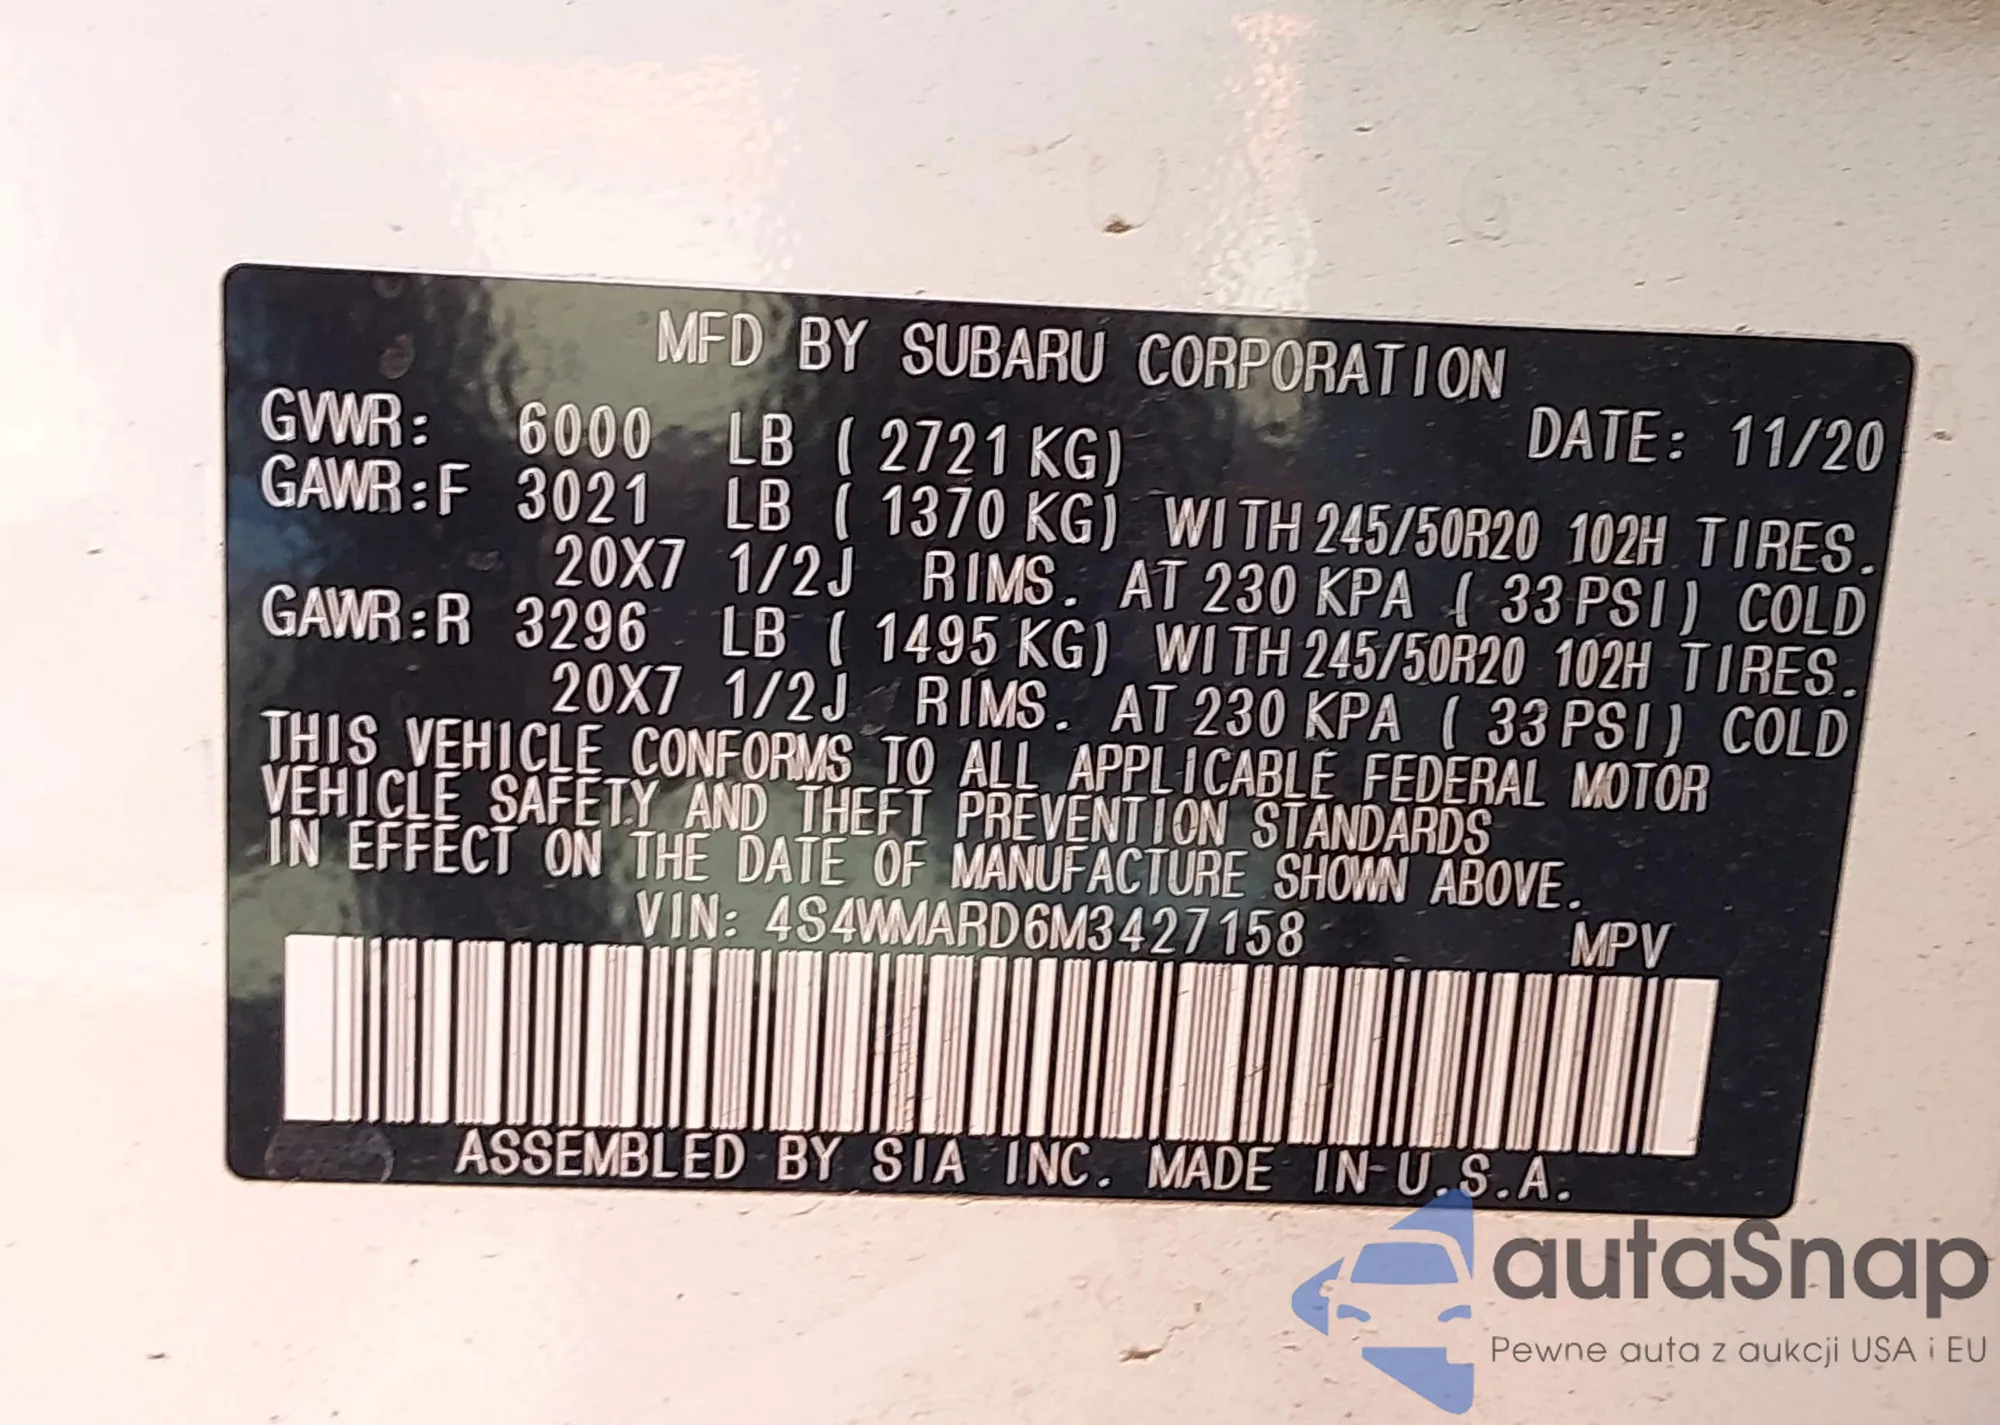 MFD BY SUBARU CORPORATION
GVWR: 6000 LB ( 2721 KG) DATE: 11/20
GAWR:F 3021 LB ( 1370 KG) WITH 245/50R20 102H TIRES.
20X7 1/2J RIMS. AT 230 KPA ( 33 PSI) COLD
GAWR:R 3296 LB ( 1495 KG) WITH 245/50R20 102H TIRES.
20X7 1/2J RIMS. AT 230 KPA ( 33 PSI) COLD
THIS VEHICLE CONFORMS TO ALL APPLICABLE FEDERAL MOTOR
VEHICLE SAFETY AND THEFT PREVENTION STANDARDS
IN EFFECT ON THE DATE OF MANUFACTURE SHOWN ABOVE.
VIN: 4S4WMARD6M3427158 MPV
ASSEMBLED BY SIA INC. MADE IN U.S.A.
autaSnap
Pewne auta z aukcji USA i EU